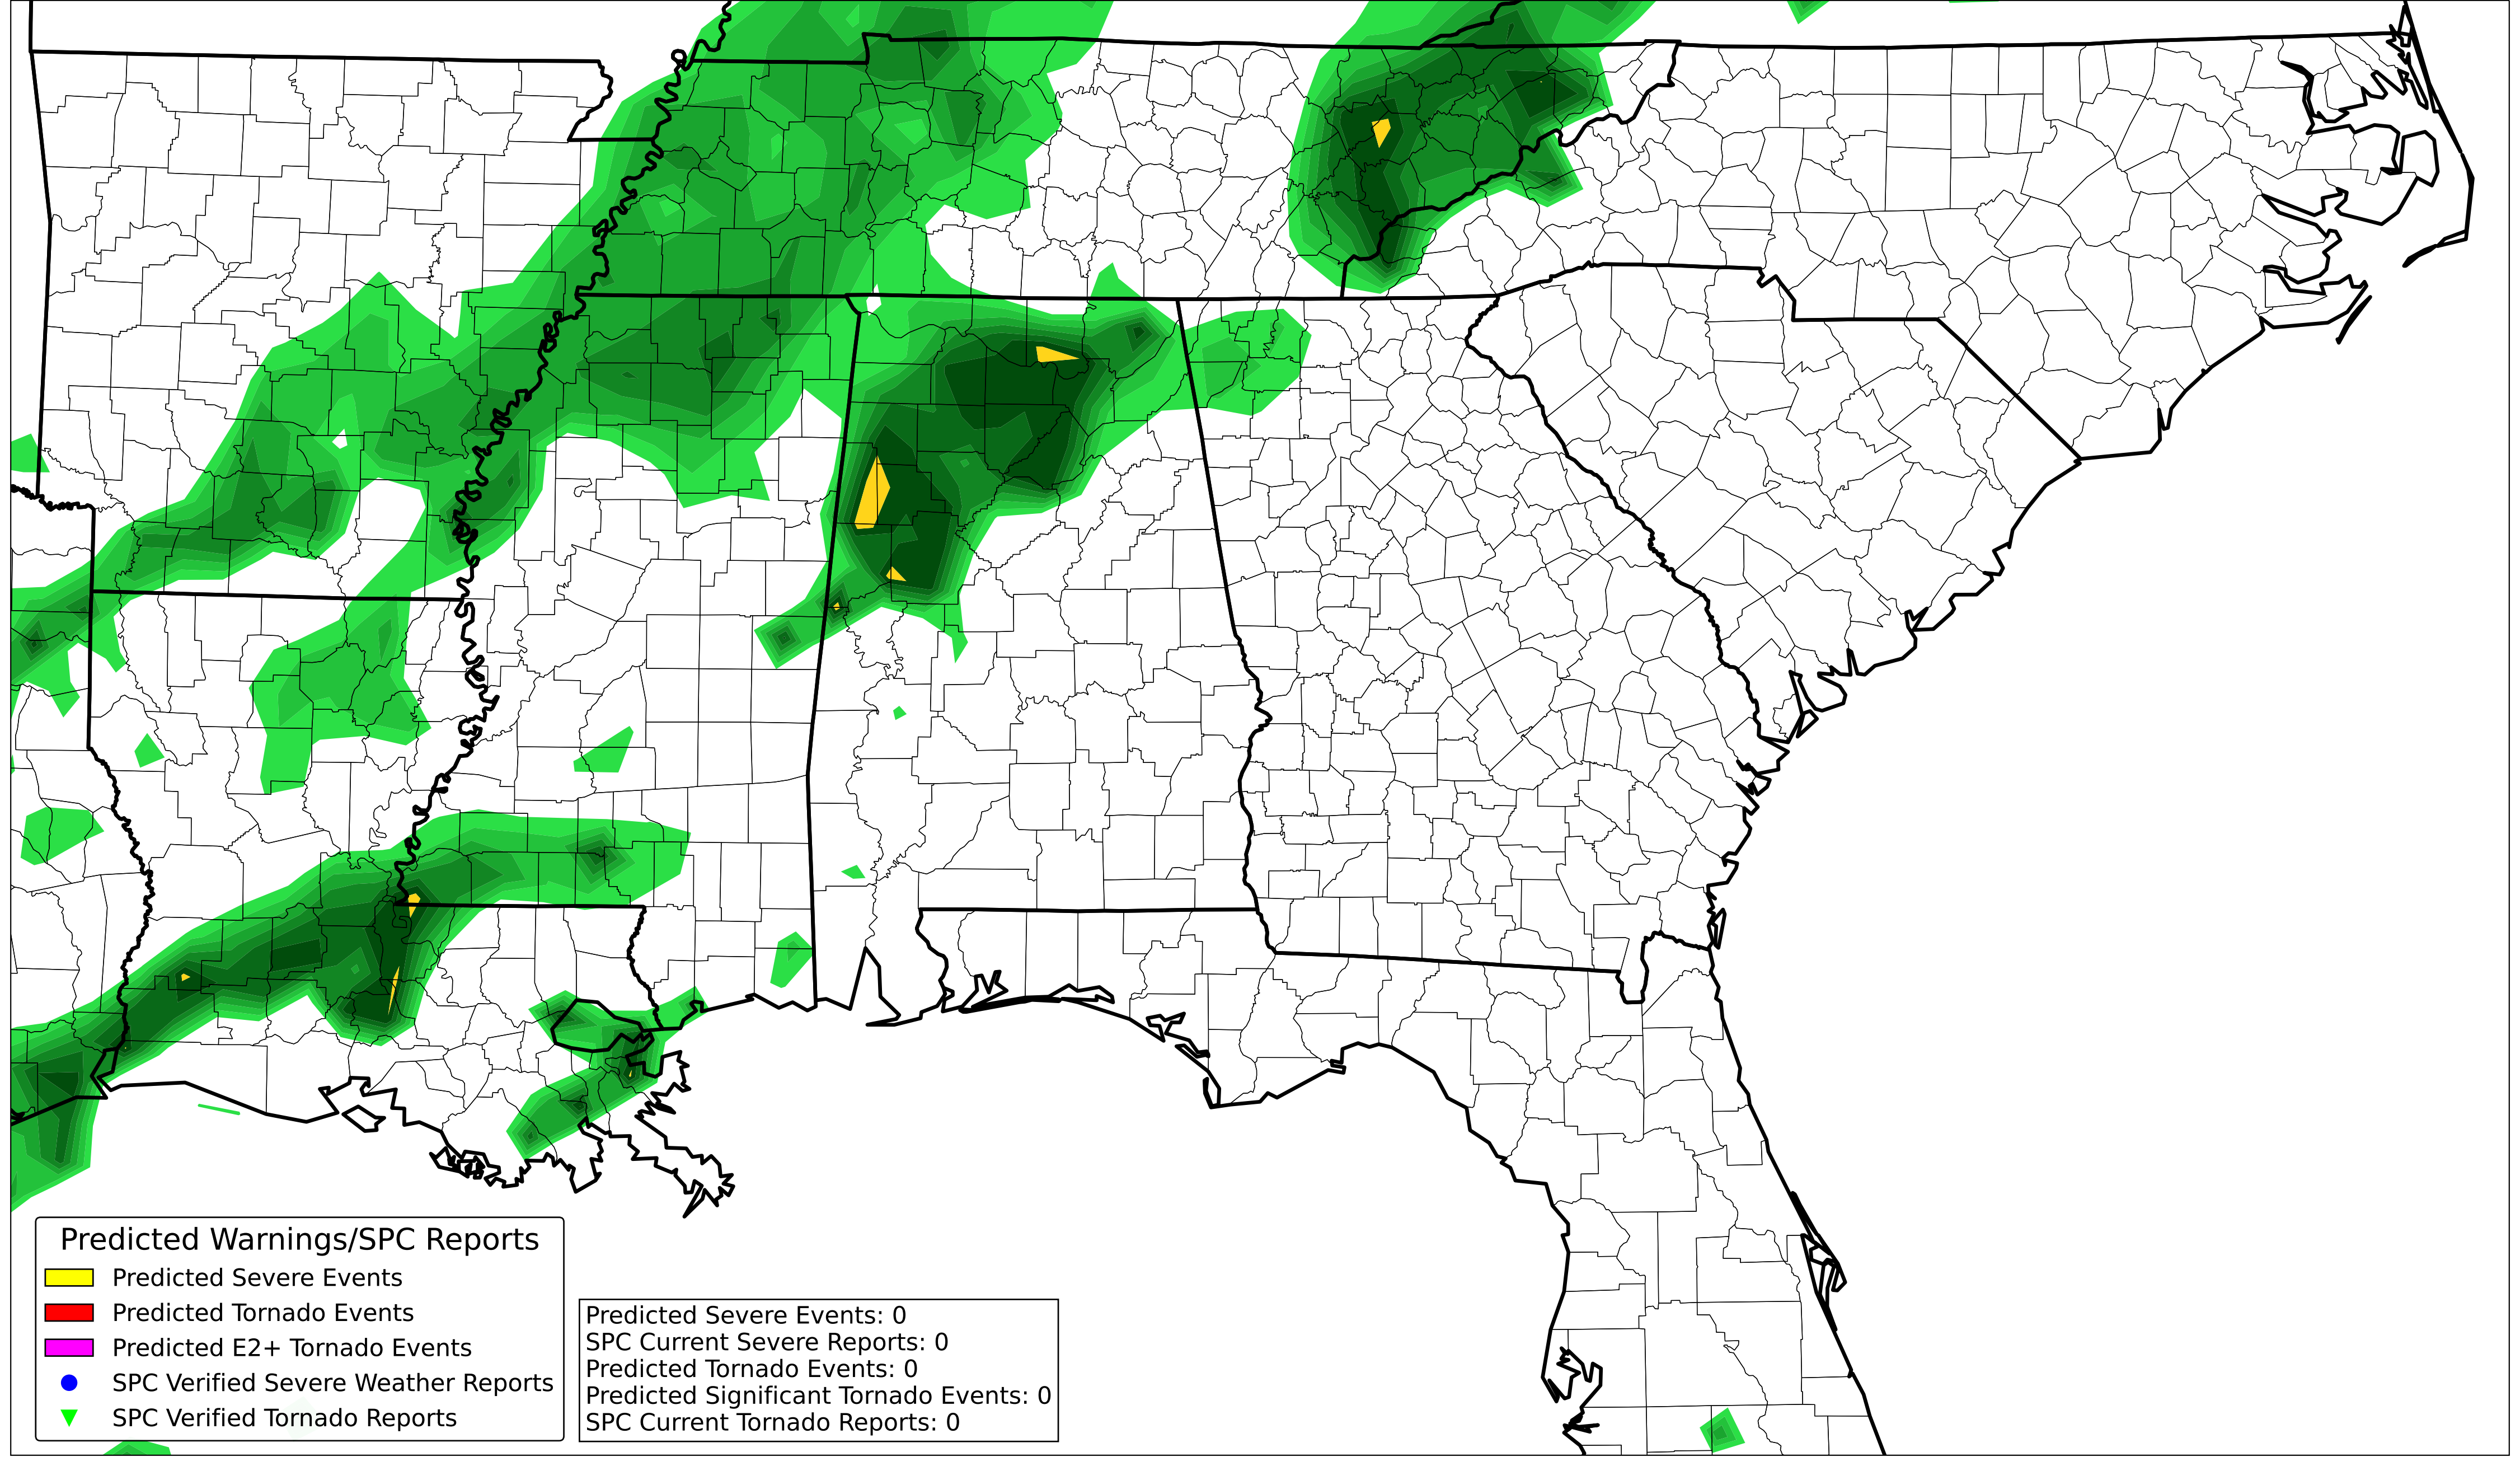 Predicted Warnings/SPC Reports
Predicted Severe Events
Predicted Tornado Events
Predicted E2+ Tornado Events
SPC Verified Severe Weather Reports
SPC Verified Tornado Reports
Predicted Severe Events: 0
SPC Current Severe Reports: 0
Predicted Tornado Events: 0
Predicted Significant Tornado Events: 0
SPC Current Tornado Reports: 0